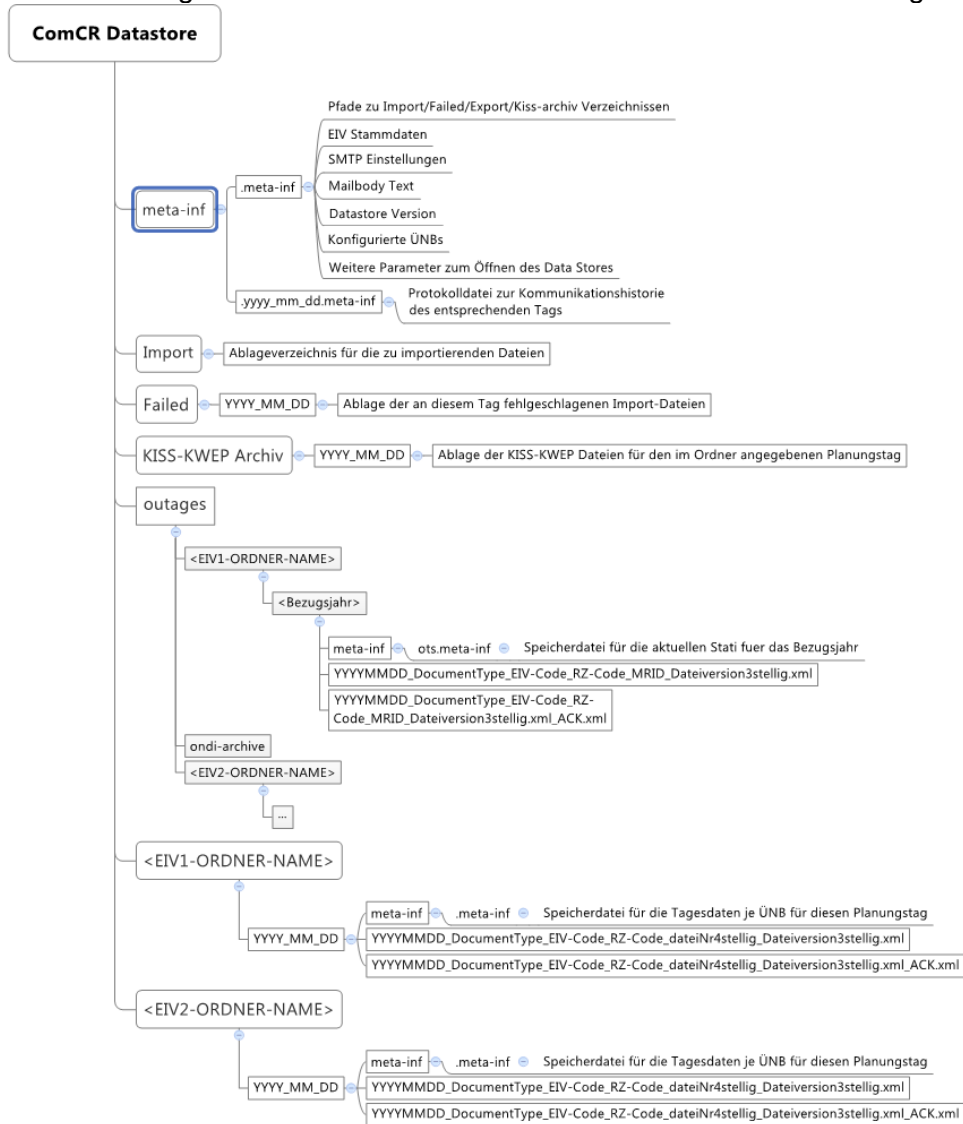 ComCR Datastore
Pfade zu Import/Failed/Export/Kiss-archiv Verzeichnissen
EIV Stammdaten
SMTP Einstellungen
.meta-inf
Mailbody Text
meta-inf
Datastore Version
Konfigurierte ÜNBs
Weitere Parameter zum Öffnen des Data Stores
.yyyy_mm_dd.meta-inf
Protokolldatei zur Kommunikationshistorie
des entsprechenden Tags
Import
Ablageverzeichnis für die zu importierenden Dateien
Failed
YYYY_MM_DD
Ablage der an diesem Tag fehlgeschlagenen Import-Dateien
KISS-KWEP Archiv
YYYY_MM_DD
Ablage der KISS-KWEP Dateien für den im Ordner angegebenen Planungstag
outages
<EIV1-ORDNER-NAME>
<Bezugsjahr>
meta-inf
ots.meta-inf
Speicherdatei für die aktuellen Stati fuer das Bezugsjahr
YYYYMMDD_DocumentType_EIV-Code_RZ-Code_MRID_Dateiversion3stellig.xml
YYYYMMDD_DocumentType_EIV-Code_RZ-
Code_MRID_Dateiversion3stellig.xml_ACK.xml
ondi-archive
<EIV2-ORDNER-NAME>
...
<EIV1-ORDNER-NAME>
YYYY_MM_DD
meta-inf
.meta-inf
Speicherdatei für die Tagesdaten je ÜNB für diesen Planungstag
YYYYMMDD_DocumentType_EIV-Code_RZ-Code_dateiNr4stellig_Dateiversion3stellig.xml
YYYYMMDD_DocumentType_EIV-Code_RZ-Code_dateiNr4stellig_Dateiversion3stellig.xml_ACK.xml
<EIV2-ORDNER-NAME>
YYYY_MM_DD
meta-inf
.meta-inf
Speicherdatei für die Tagesdaten je ÜNB für diesen Planungstag
YYYYMMDD_DocumentType_EIV-Code_RZ-Code_dateiNr4stellig_Dateiversion3stellig.xml
YYYYMMDD_DocumentType_EIV-Code_RZ-Code_dateiNr4stellig_Dateiversion3stellig.xml_ACK.xml